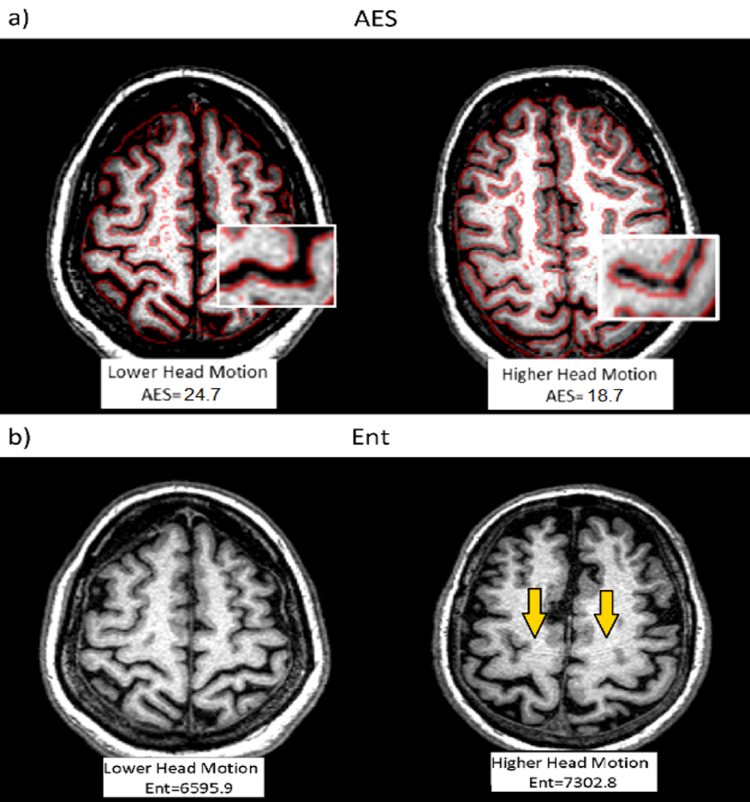 a)
AES
Lower Head Motion
AES= 24.7
Higher Head Motion
AES= 18.7
b)
Ent
Lower Head Motion
Ent=6595.9
Higher Head Motion
Ent=7302.8